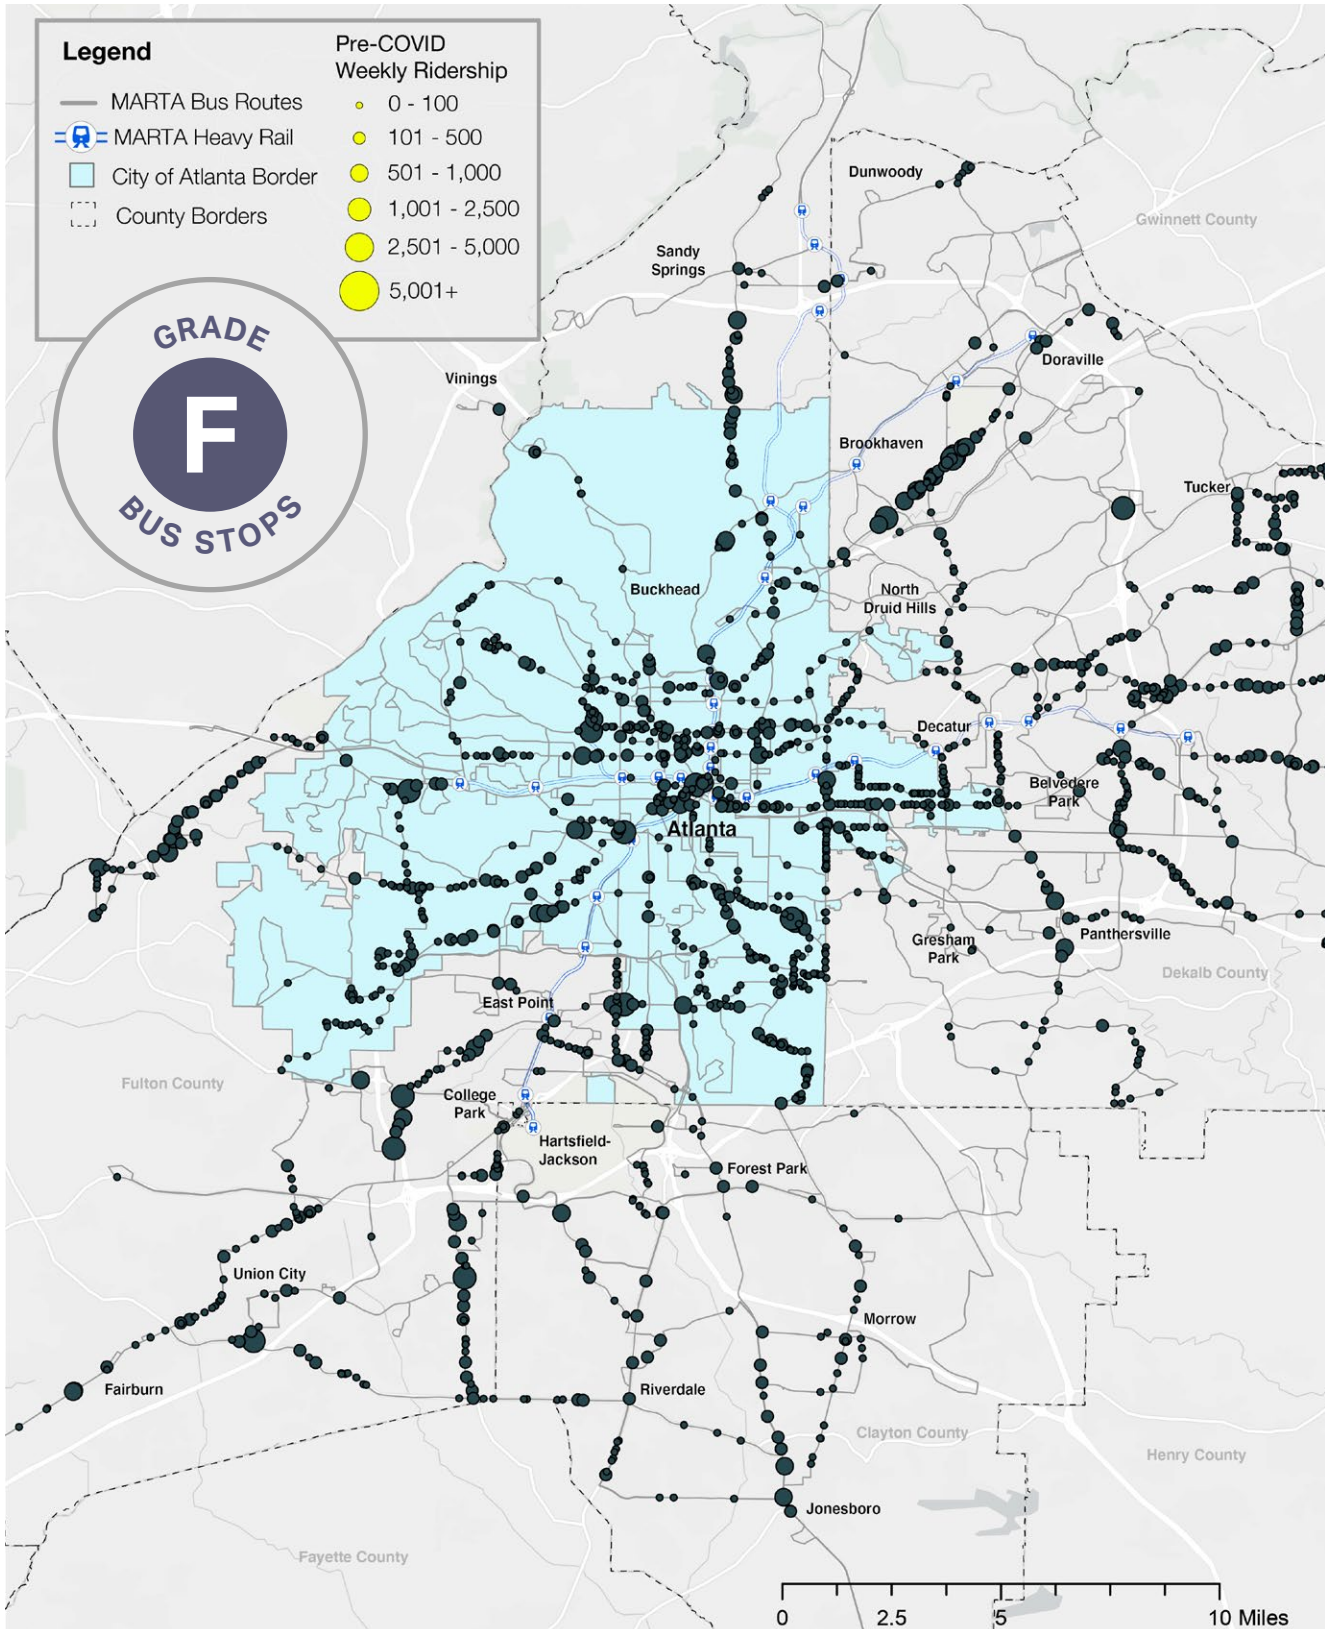 Legend
MARTA Bus Routes
MARTA Heavy Rail
City of Atlanta Border
County Borders
Pre-COVID
Weekly Ridership
0 - 100
101 - 500
501 - 1,000
1,001 - 2,500
2,501 - 5,000
5,001+
GRADE
F
BUS STOPS
Dunwoody
Gwinnett County
Sandy
Springs
Doraville
Vinings
Brookhaven
Tucker
Buckhead
North
Druid Hills
Decatur
Belvedere
Park
Atlanta
Gresham
Park
Panthersville
Dekalb County
East Point
Fulton County
College
Park
Hartsfield-
Jackson
Forest Park
Union City
Morrow
Fairburn
Riverdale
Clayton County
Henry County
Jonesboro
Fayette County
0 2.5 5 10 Miles